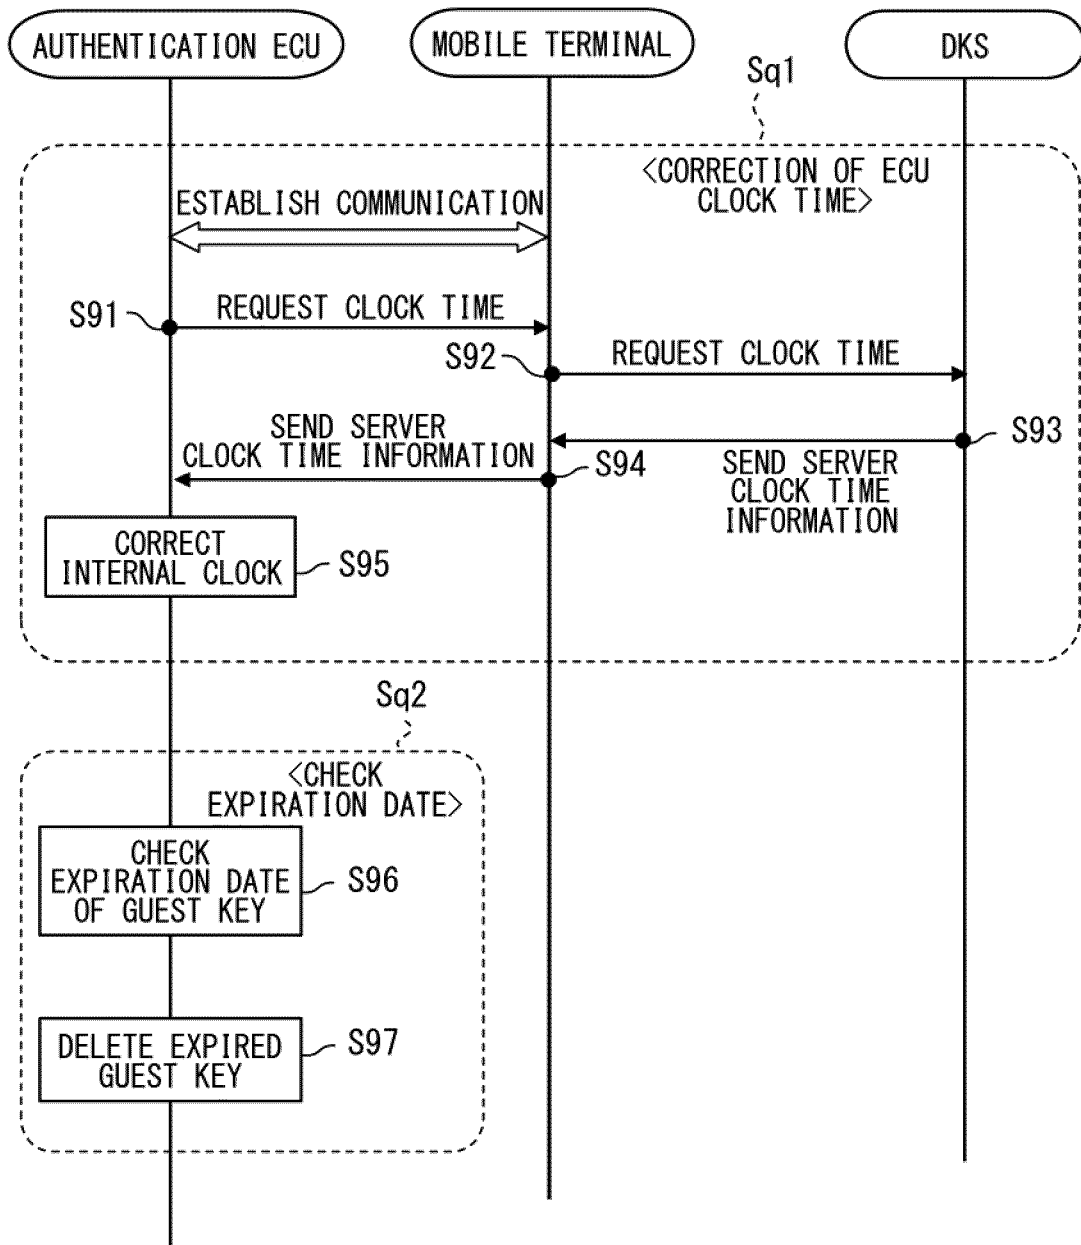 AUTHENTICATION ECU
MOBILE TERMINAL
DKS
Sq1
<CORRECTION OF ECU
CLOCK TIME>
ESTABLISH COMMUNICATION
S91
REQUEST CLOCK TIME
S92
REQUEST CLOCK TIME
S93
SEND SERVER
CLOCK TIME INFORMATION
S94
SEND SERVER
CLOCK TIME
INFORMATION
CORRECT
INTERNAL CLOCK
S95
Sq2
<CHECK
EXPIRATION DATE>
CHECK
EXPIRATION DATE
OF GUEST KEY
S96
DELETE EXPIRED
GUEST KEY
S97